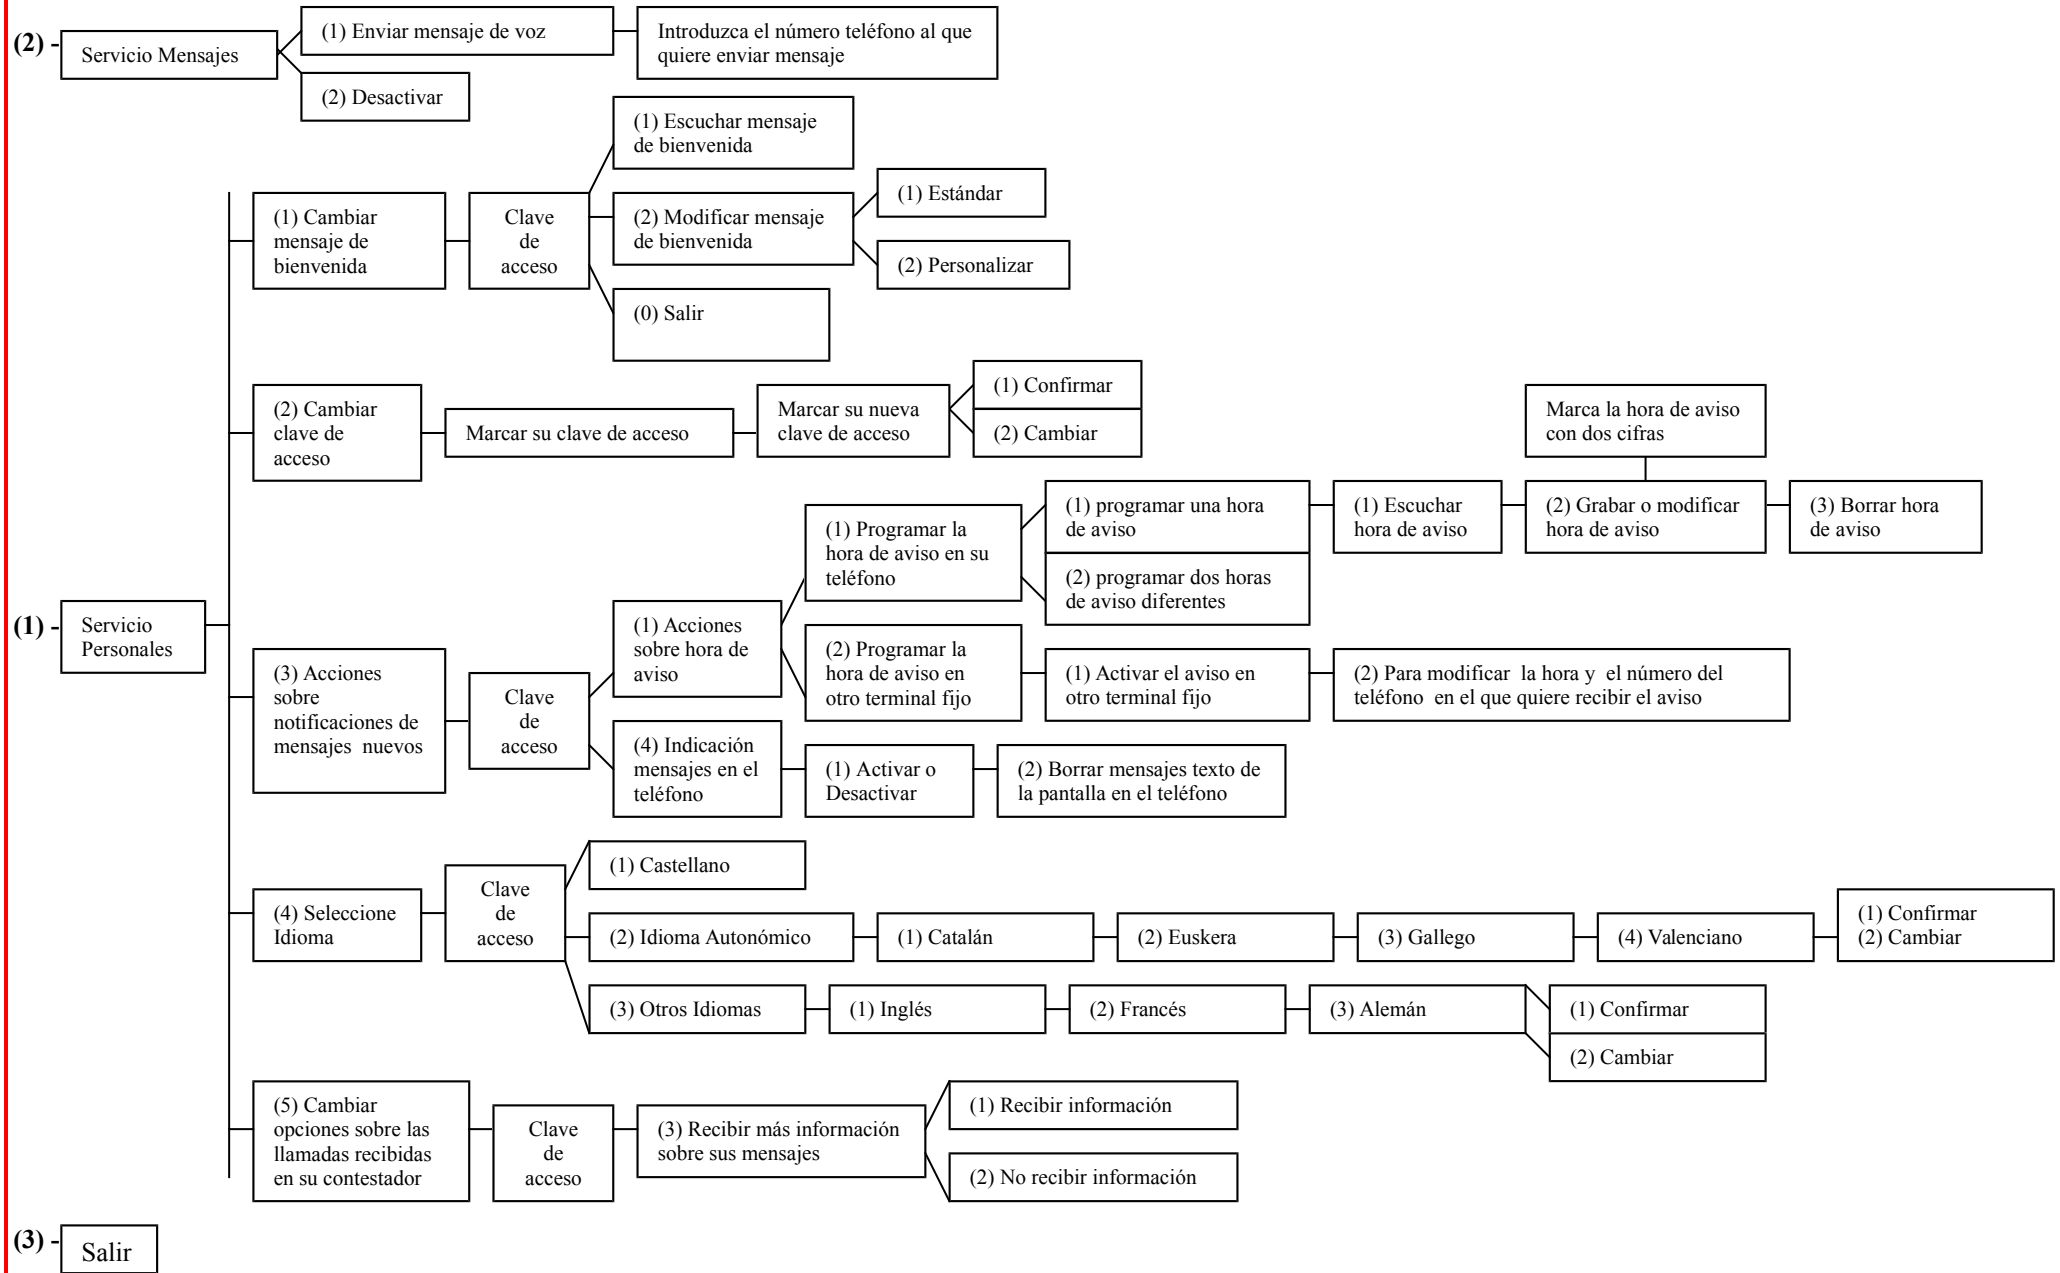 (2) -
Servicio Mensajes
(1) Enviar mensaje de voz
Introduzca el número teléfono al que
quiere enviar mensaje
(2) Desactivar
(1) -
Servicio
Personales
(1) Cambiar
mensaje de
bienvenida
Clave
de
acceso
(1) Escuchar mensaje
de bienvenida
(2) Modificar mensaje
de bienvenida
(1) Estándar
(2) Personalizar
(0) Salir
(2) Cambiar
clave de
acceso
Marcar su clave de acceso
Marcar su nueva
clave de acceso
(1) Confirmar
(2) Cambiar
(3) Acciones
sobre
notificaciones de
mensajes nuevos
Clave
de
acceso
(1) Acciones
sobre hora de
aviso
(1) Programar la
hora de aviso en su
teléfono
(1) programar una hora
de aviso
(1) Escuchar
hora de aviso
Marca la hora de aviso
con dos cifras
(2) Grabar o modificar
hora de aviso
(3) Borrar hora
de aviso
(2) programar dos horas
de aviso diferentes
(2) Programar la
hora de aviso en
otro terminal fijo
(1) Activar el aviso en
otro terminal fijo
(2) Para modificar la hora y el número del
teléfono en el que quiere recibir el aviso
(4) Indicación
mensajes en el
teléfono
(1) Activar o
Desactivar
(2) Borrar mensajes texto de
la pantalla en el teléfono
(4) Seleccione
Idioma
Clave
de
acceso
(1) Castellano
(2) Idioma Autonómico
(1) Catalán
(2) Euskera
(3) Gallego
(4) Valenciano
(1) Confirmar
(2) Cambiar
(3) Otros Idiomas
(1) Inglés
(2) Francés
(3) Alemán
(1) Confirmar
(2) Cambiar
(5) Cambiar
opciones sobre las
llamadas recibidas
en su contestador
Clave
de
acceso
(3) Recibir más información
sobre sus mensajes
(1) Recibir información
(2) No recibir información
(3) -
Salir